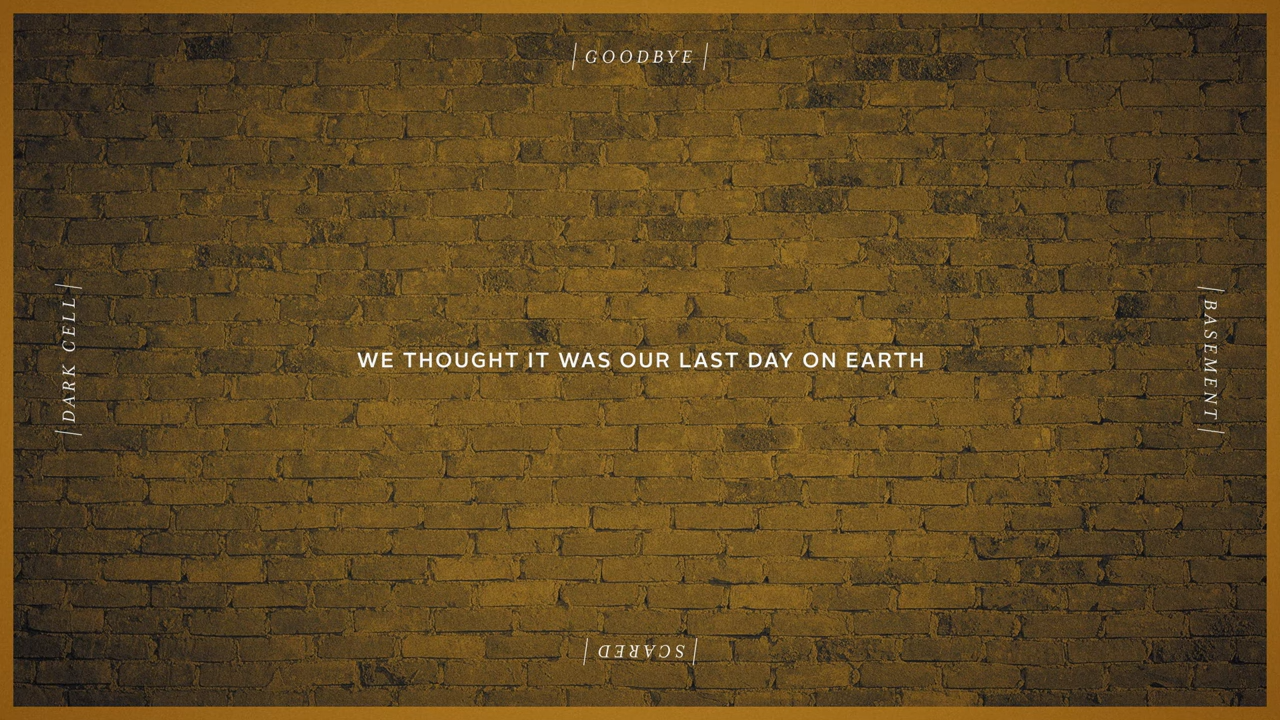 | GOODBYE |
| DARK CELL |
WE THOUGHT IT WAS OUR LAST DAY ON EARTH
| BASEMENT |
| SCARED |